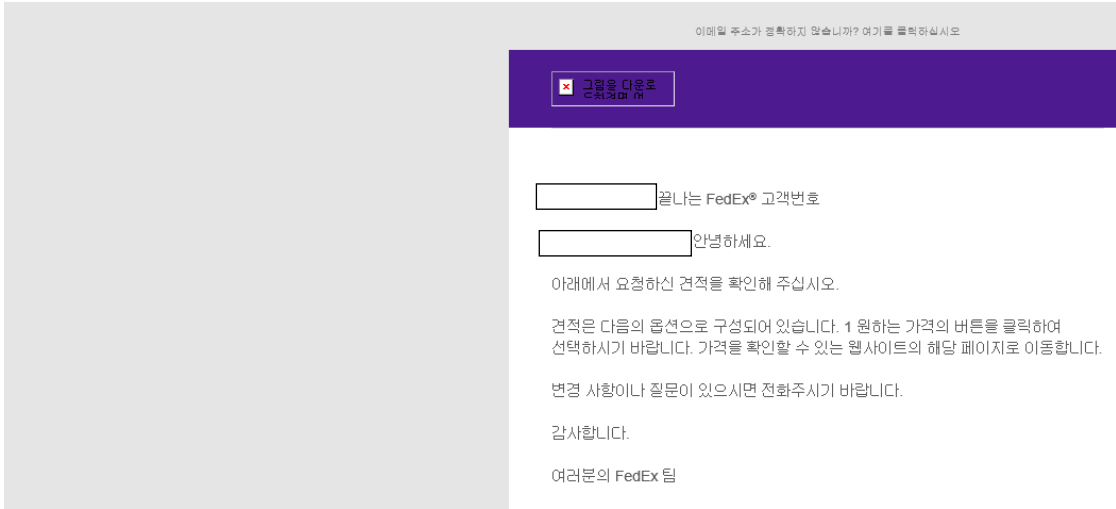 이메일 주소가 정확하지 않습니까? 여기를 클릭하십시오
그림을 다운로
끝나는 FedEx® 고객번호
안녕하세요.
아래에서 요청하신 견적을 확인해 주십시오.
견적은 다음의 옵션으로 구성되어 있습니다. 1 원하는 가격의 버튼을 클릭하여
선택하시기 바랍니다. 가격을 확인할 수 있는 웹사이트의 해당 페이지로 이동합니다.
변경 사항이나 질문이 있으시면 전화주시기 바랍니다.
감사합니다.
여러분의 FedEx 팀